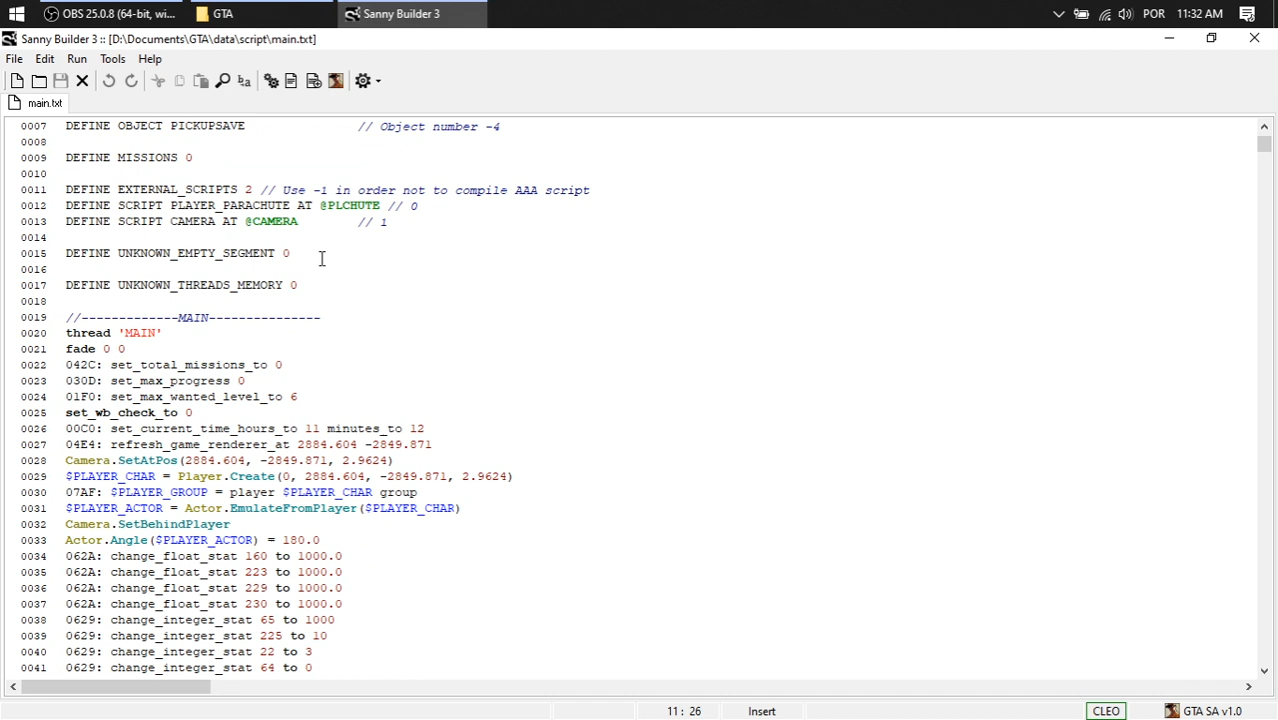 OBS 25.0.8 (64-bit, wi...
GTA
Sanny Builder 3
POR
11:32 AM
Sanny Builder 3 :: [D:\Documents\GTA\data\script\main.txt]
File Edit Run Tools Help
main.txt
0007 DEFINE OBJECT PICKUPSAVE // Object number -4
0008
0009 DEFINE MISSIONS 0
0010
0011 DEFINE EXTERNAL_SCRIPTS 2 // Use -1 in order not to compile AAA script
0012 DEFINE SCRIPT PLAYER_PARACHUTE AT @PLCHUTE // 0
0013 DEFINE SCRIPT CAMERA AT @CAMERA // 1
0014
0015 DEFINE UNKNOWN_EMPTY_SEGMENT 0
0016
0017 DEFINE UNKNOWN_THREADS_MEMORY 0
0018
0019 //-------------MAIN---------------
0020 thread 'MAIN'
0021 fade 0 0
0022 042C: set_total_missions_to 0
0023 030D: set_max_progress 0
0024 01F0: set_max_wanted_level_to 6
0025 set_wb_check_to 0
0026 00C0: set_current_time_hours_to 11 minutes_to 12
0027 04E4: refresh_game_renderer_at 2884.604 -2849.871
0028 Camera.SetAtPos(2884.604, -2849.871, 2.9624)
0029 $PLAYER_CHAR = Player.Create(0, 2884.604, -2849.871, 2.9624)
0030 07AF: $PLAYER_GROUP = player $PLAYER_CHAR group
0031 $PLAYER_ACTOR = Actor.EmulateFromPlayer($PLAYER_CHAR)
0032 Camera.SetBehindPlayer
0033 Actor.Angle($PLAYER_ACTOR) = 180.0
0034 062A: change_float_stat 160 to 1000.0
0035 062A: change_float_stat 223 to 1000.0
0036 062A: change_float_stat 229 to 1000.0
0037 062A: change_float_stat 230 to 1000.0
0038 0629: change_integer_stat 65 to 1000
0039 0629: change_integer_stat 225 to 10
0040 0629: change_integer_stat 22 to 3
0041 0629: change_integer_stat 64 to 0
11: 26 Insert CLEO GTA SA v1.0